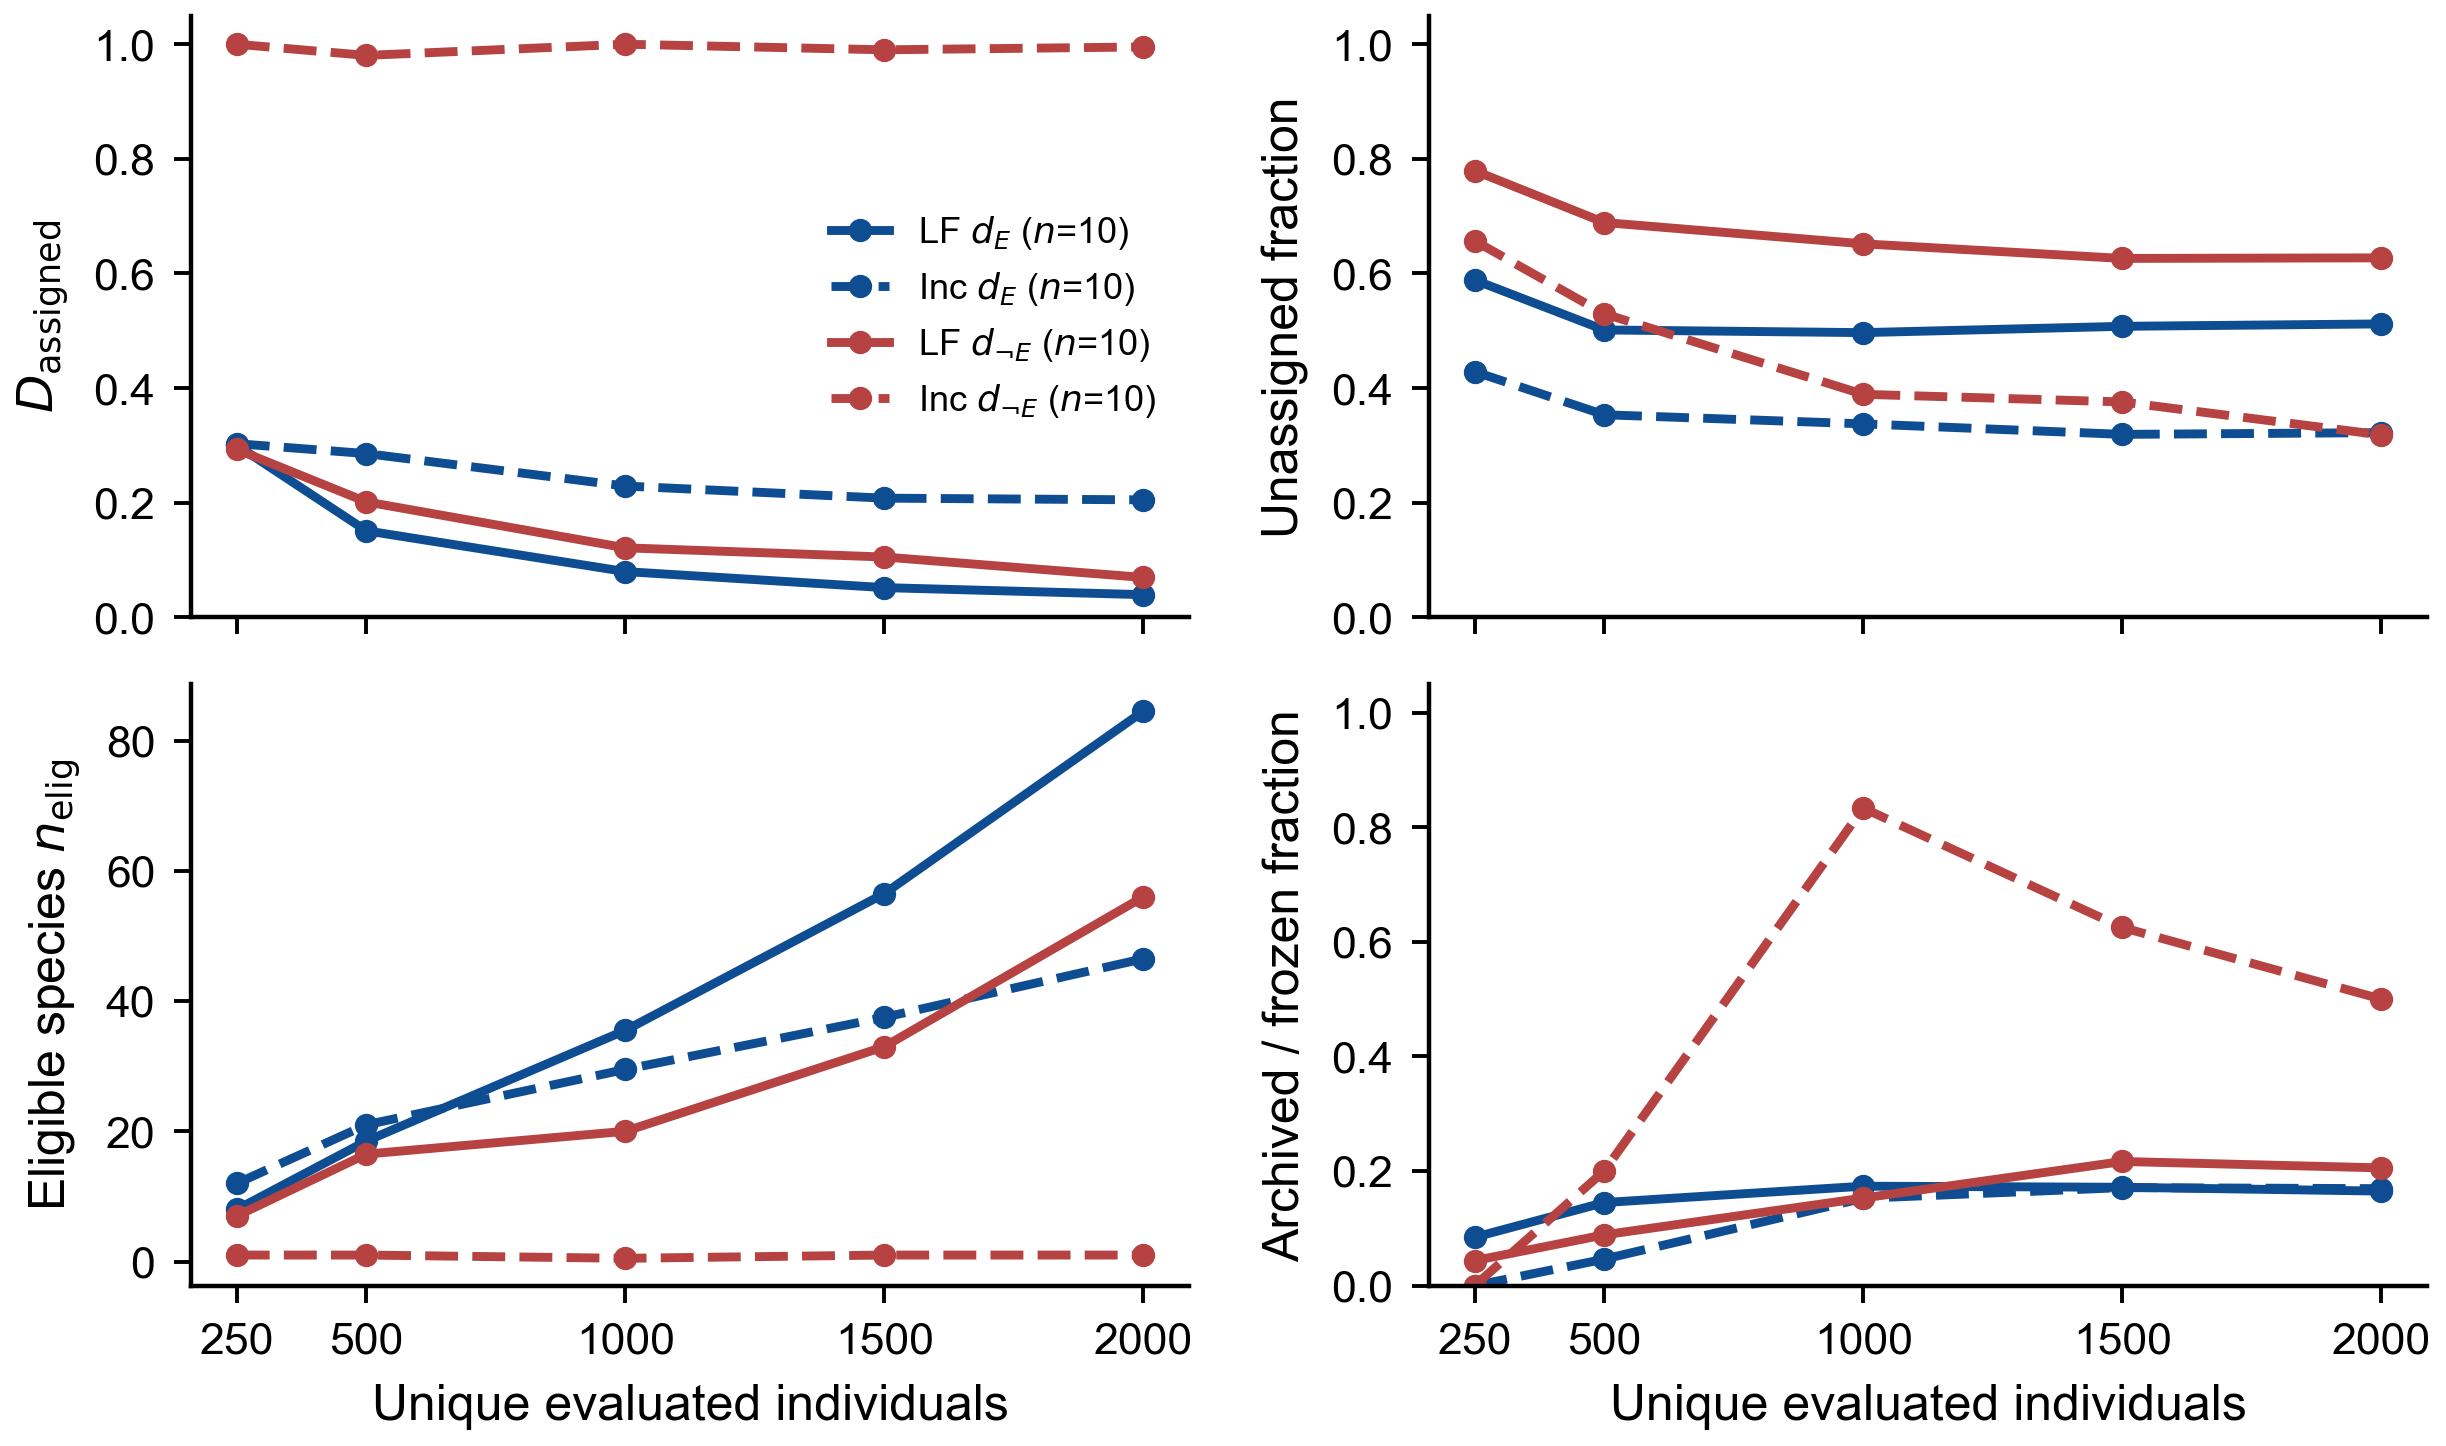 1.0
0.8
0.6
0.4
0.2
0.0
D_assigned
LF d_E (n=10)
Inc d_E (n=10)
LF d_¬E (n=10)
Inc d_¬E (n=10)
1.0
0.8
0.6
0.4
0.2
0.0
Unassigned fraction
80
60
40
20
0
Eligible species n_elig
250 500 1000 1500 2000
Unique evaluated individuals
1.0
0.8
0.6
0.4
0.2
0.0
Archived / frozen fraction
250 500 1000 1500 2000
Unique evaluated individuals